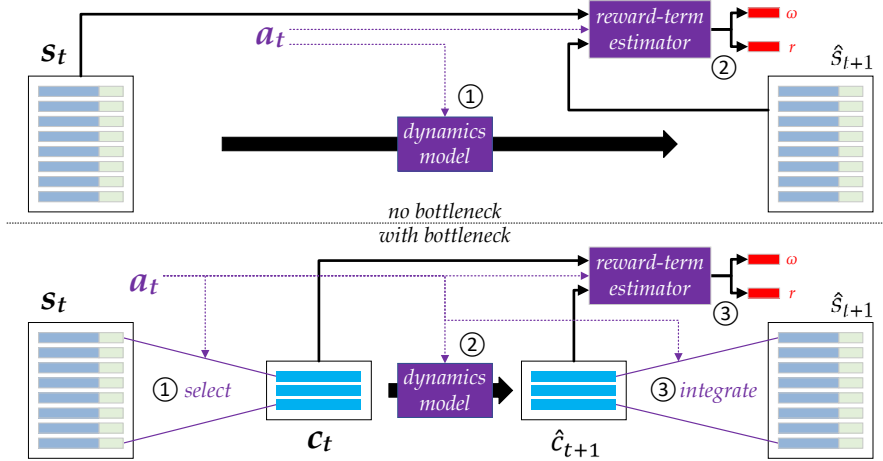 s_t
a_t
reward-term
estimator
ω
r
②
ŝ_{t+1}
①
dynamics
model
no bottleneck
with bottleneck
s_t
a_t
reward-term
estimator
ω
r
③
ŝ_{t+1}
① select
②
dynamics
model
③ integrate
c_t
ĉ_{t+1}